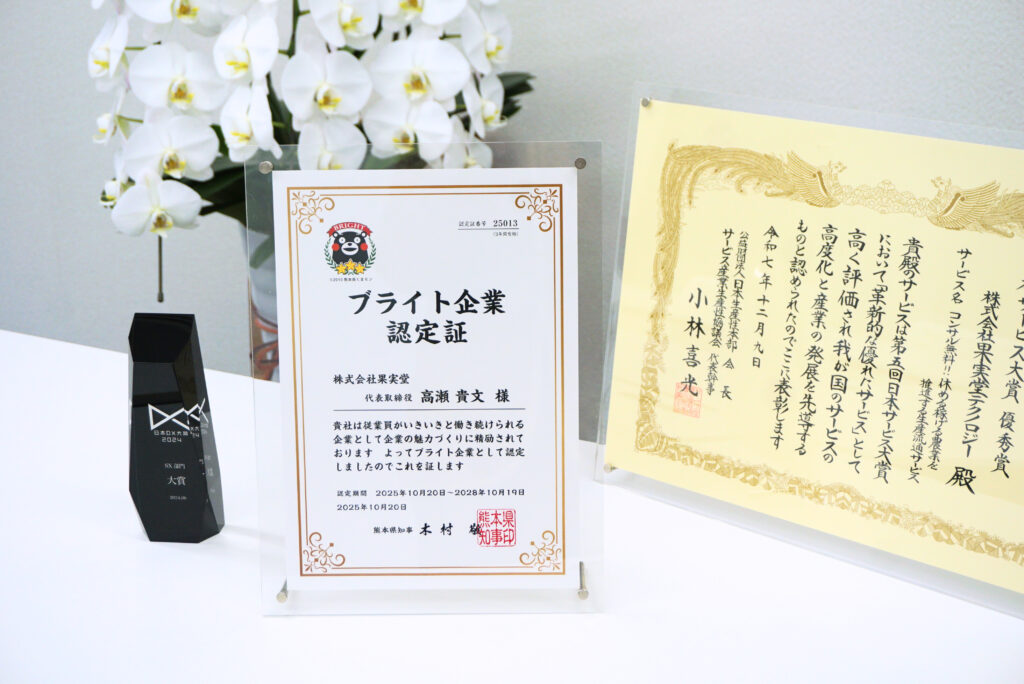 日本DX大賞
2024
SX 部門
大賞
BRIGHT
©2010 熊本県くまモン
認定証番号 25013
ブライト企業
認定証
株式会社果実堂
代表取締役 高瀬 貴文 様
貴社は従業員がいきいきと働き続けられる
企業として企業の魅力づくりに精励されて
おります よってブライト企業として認定
しましたのでこれを証します
認定期間 2025年10月20日~2028年10月19日
2025年10月20日
熊本県知事 木村 敬
熊本県知事印
サービス大賞 優秀賞
株式会社果実堂テクノロジー 殿
サービス名 コンサル無料!! 休める稼げる農業を
推進する生産流通サービス
貴殿のサービスは第五回日本サービス大賞
において革新的な優れたサービスとして
高く評価され我が国のサービスの
高度化と産業の発展を先導する
ものと認められたのでここに表彰します
令和七年十二月九日
公益財団法人日本生産性本部 会長
サービス産業生産性協議会 代表幹事
小林喜光